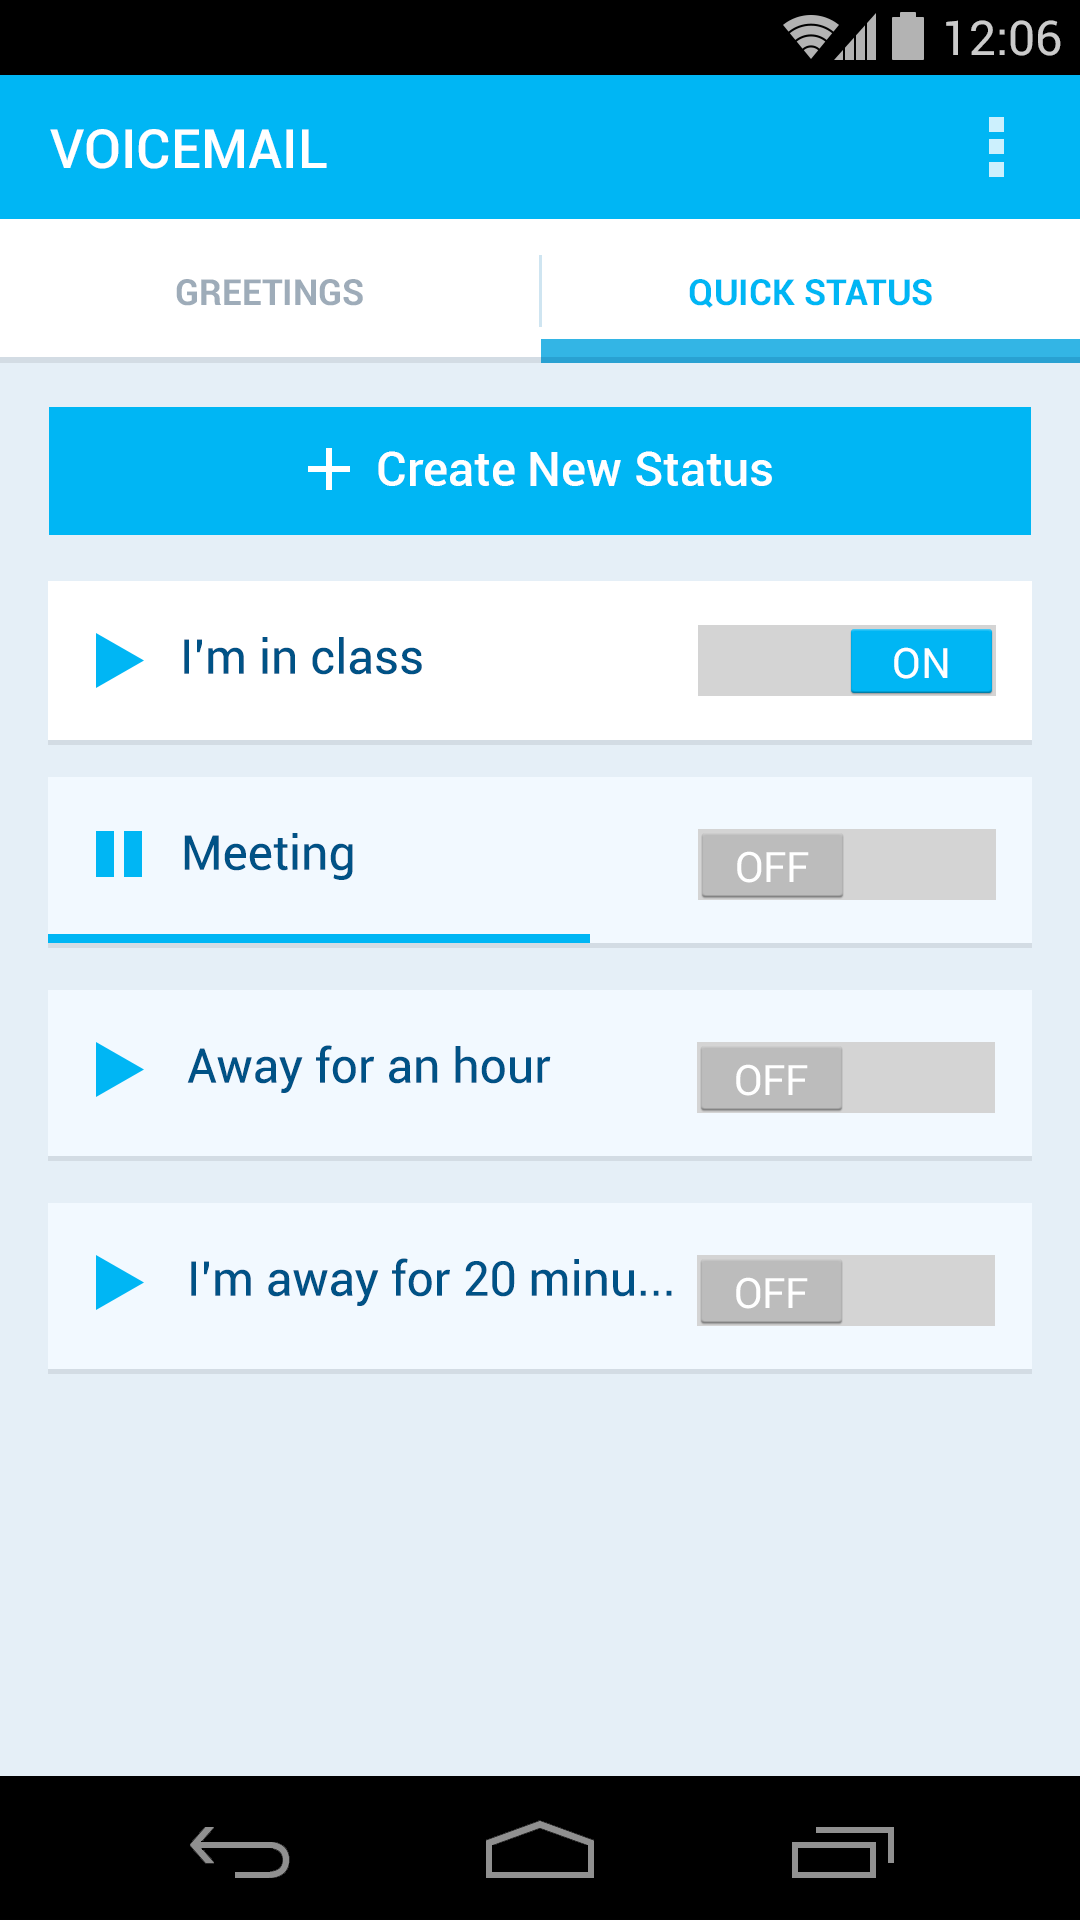 12:06
VOICEMAIL
GREETINGS
QUICK STATUS
Create New Status
I'm in class
ON
Meeting
OFF
Away for an hour
OFF
I'm away for 20 minu...
OFF